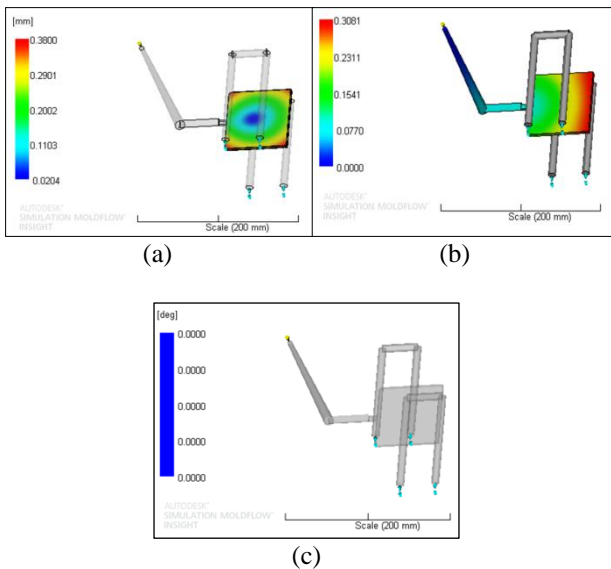 [mm]
0.3800
0.2901
0.2002
0.1103
0.0204
AUTODESK®
SIMULATION MOLDFLOW®
INSIGHT
Scale (200 mm)
(a)
0.3081
0.2311
0.1541
0.0770
0.0000
AUTODESK®
SIMULATION MOLDFLOW®
INSIGHT
Scale (200 mm)
(b)
[deg]
0.0000
0.0000
0.0000
0.0000
0.0000
AUTODESK®
SIMULATION MOLDFLOW®
INSIGHT
Scale (200 mm)
(c)